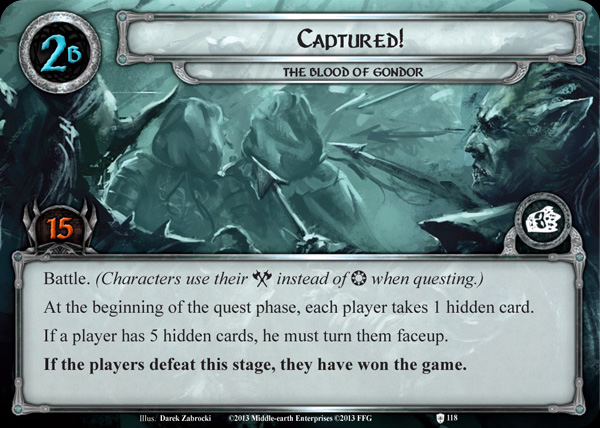 2B
CAPTURED!
THE BLOOD OF GONDOR
15
Battle. (Characters use their instead of when questing.)
At the beginning of the quest phase, each player takes 1 hidden card.
If a player has 5 hidden cards, he must turn them faceup.
If the players defeat this stage, they have won the game.
Illus. Darek Zabrocki ©2013 Middle-earth Enterprises ©2013 FFG 118